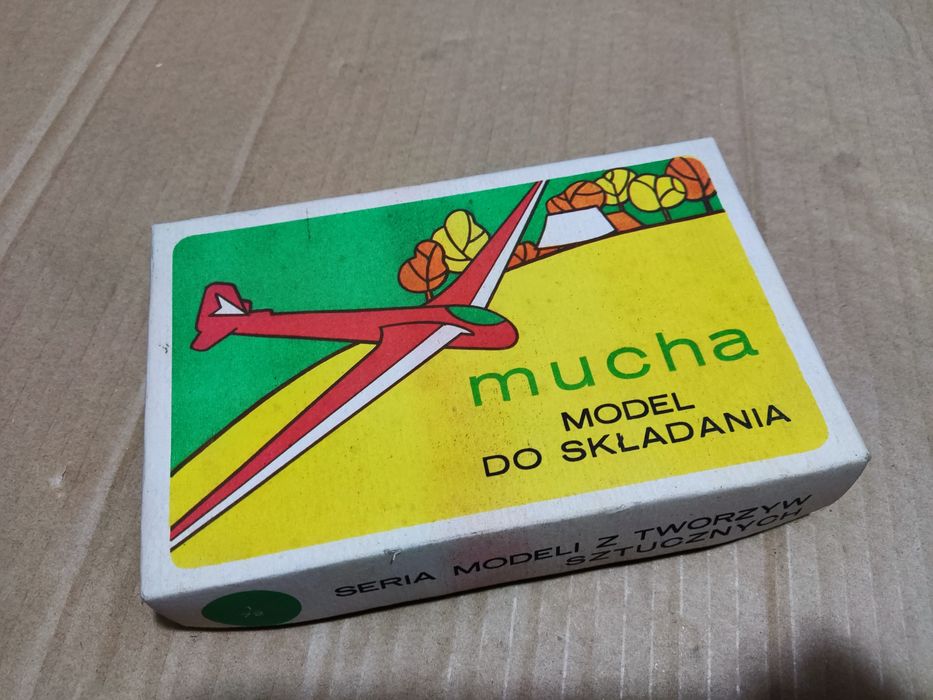 mucha
MODEL
DO SKŁADANIA
SERIA MODELI Z TWORZYW
SZTUCZNYCH